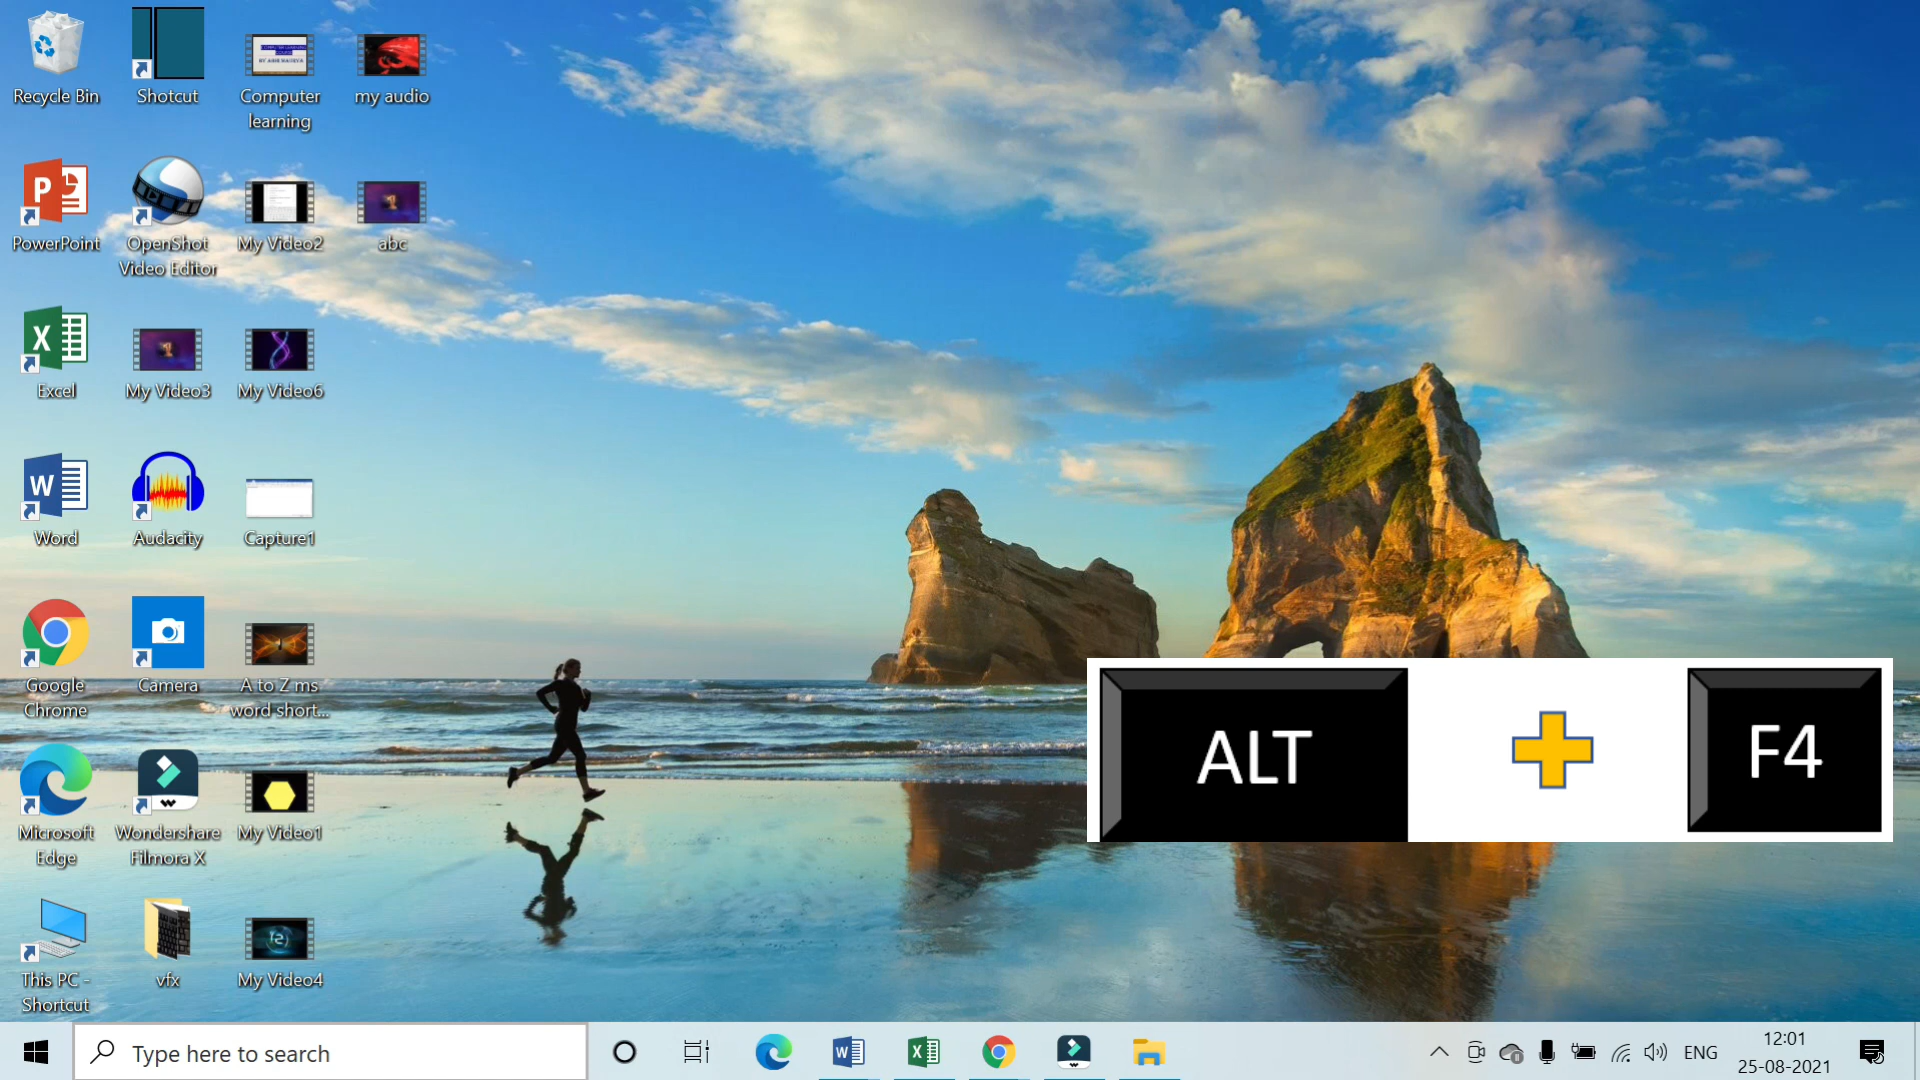 Recycle Bin
Shotcut
Computer
learning
my audio
PowerPoint
OpenShot
Video Editor
My Video2
abc
Excel
My Video3
My Video6
Word
Audacity
Capture1
Google
Chrome
Camera
A to Z ms
word short...
Microsoft
Edge
Wondershare
Filmora X
My Video1
This PC -
Shortcut
vfx
My Video4
ALT
F4
Type here to search
ENG
12:01
25-08-2021